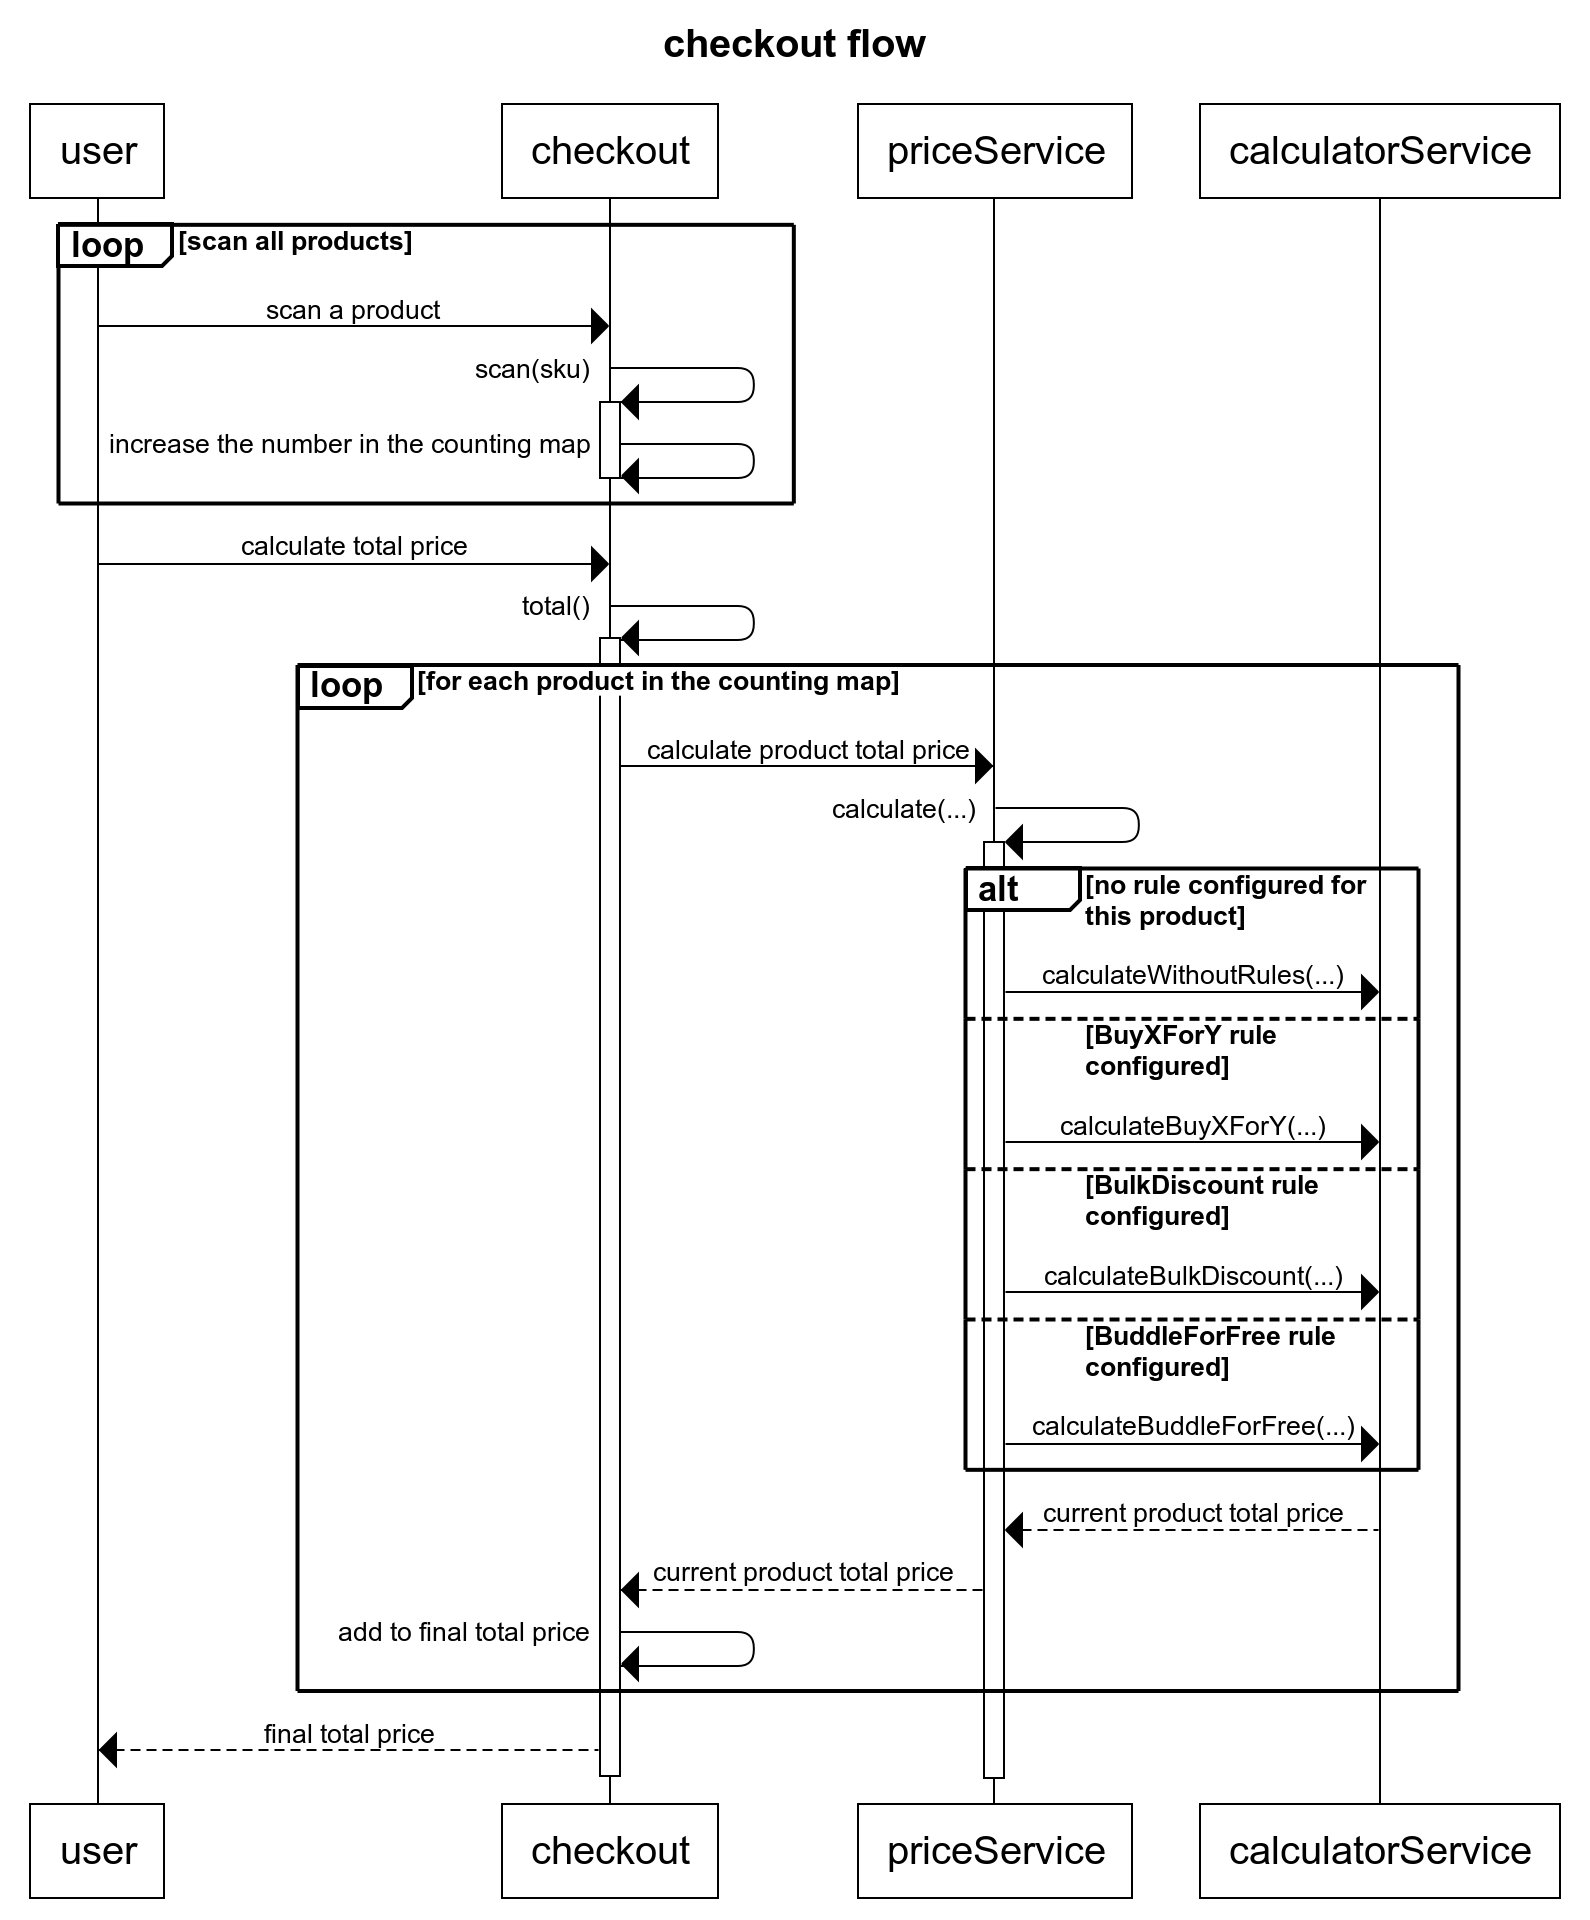 checkout flow
user
checkout
priceService
calculatorService
loop
[scan all products]
scan a product
scan(sku)
increase the number in the counting map
calculate total price
total()
loop
[for each product in the counting map]
calculate product total price
calculate(...)
alt
[no rule configured for
this product]
calculateWithoutRules(...)
[BuyXForY rule
configured]
calculateBuyXForY(...)
[BulkDiscount rule
configured]
calculateBulkDiscount(...)
[BuddleForFree rule
configured]
calculateBuddleForFree(...)
current product total price
current product total price
add to final total price
final total price
user
checkout
priceService
calculatorService